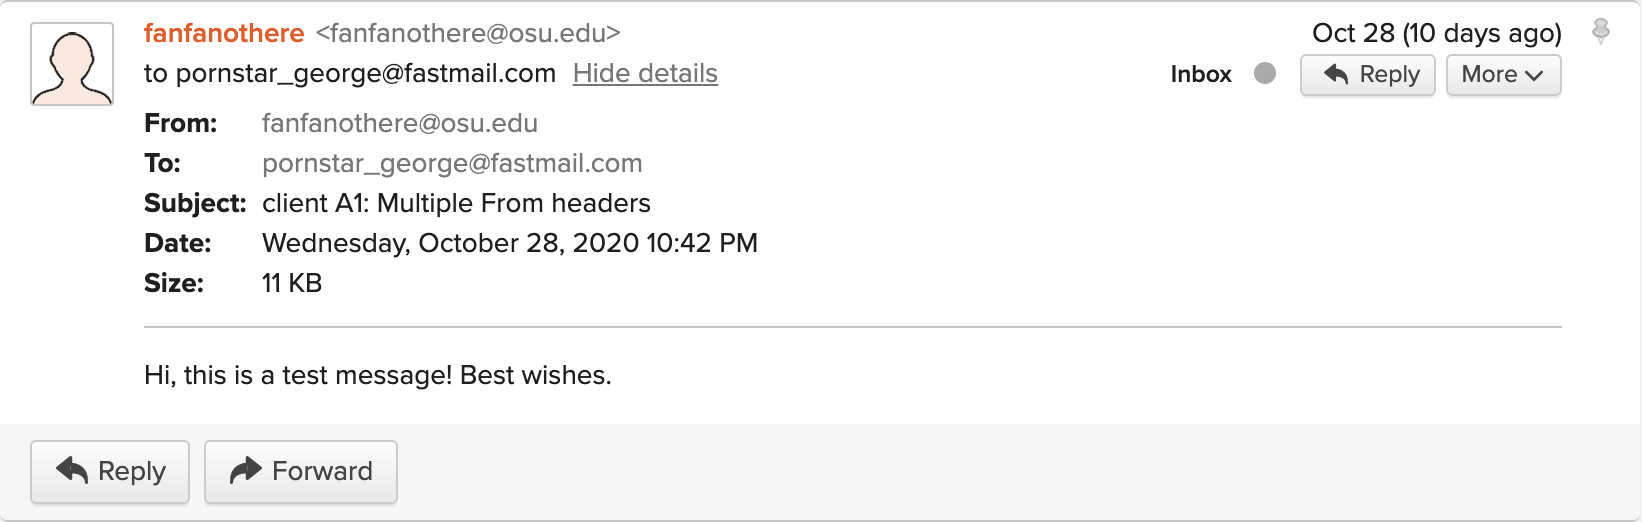 fanfanothere <fanfanothere@osu.edu> Oct 28 (10 days ago)
to pornstar_george@fastmail.com Hide details Inbox Reply More
From: fanfanothere@osu.edu
To: pornstar_george@fastmail.com
Subject: client A1: Multiple From headers
Date: Wednesday, October 28, 2020 10:42 PM
Size: 11 KB
Hi, this is a test message! Best wishes.
Reply Forward